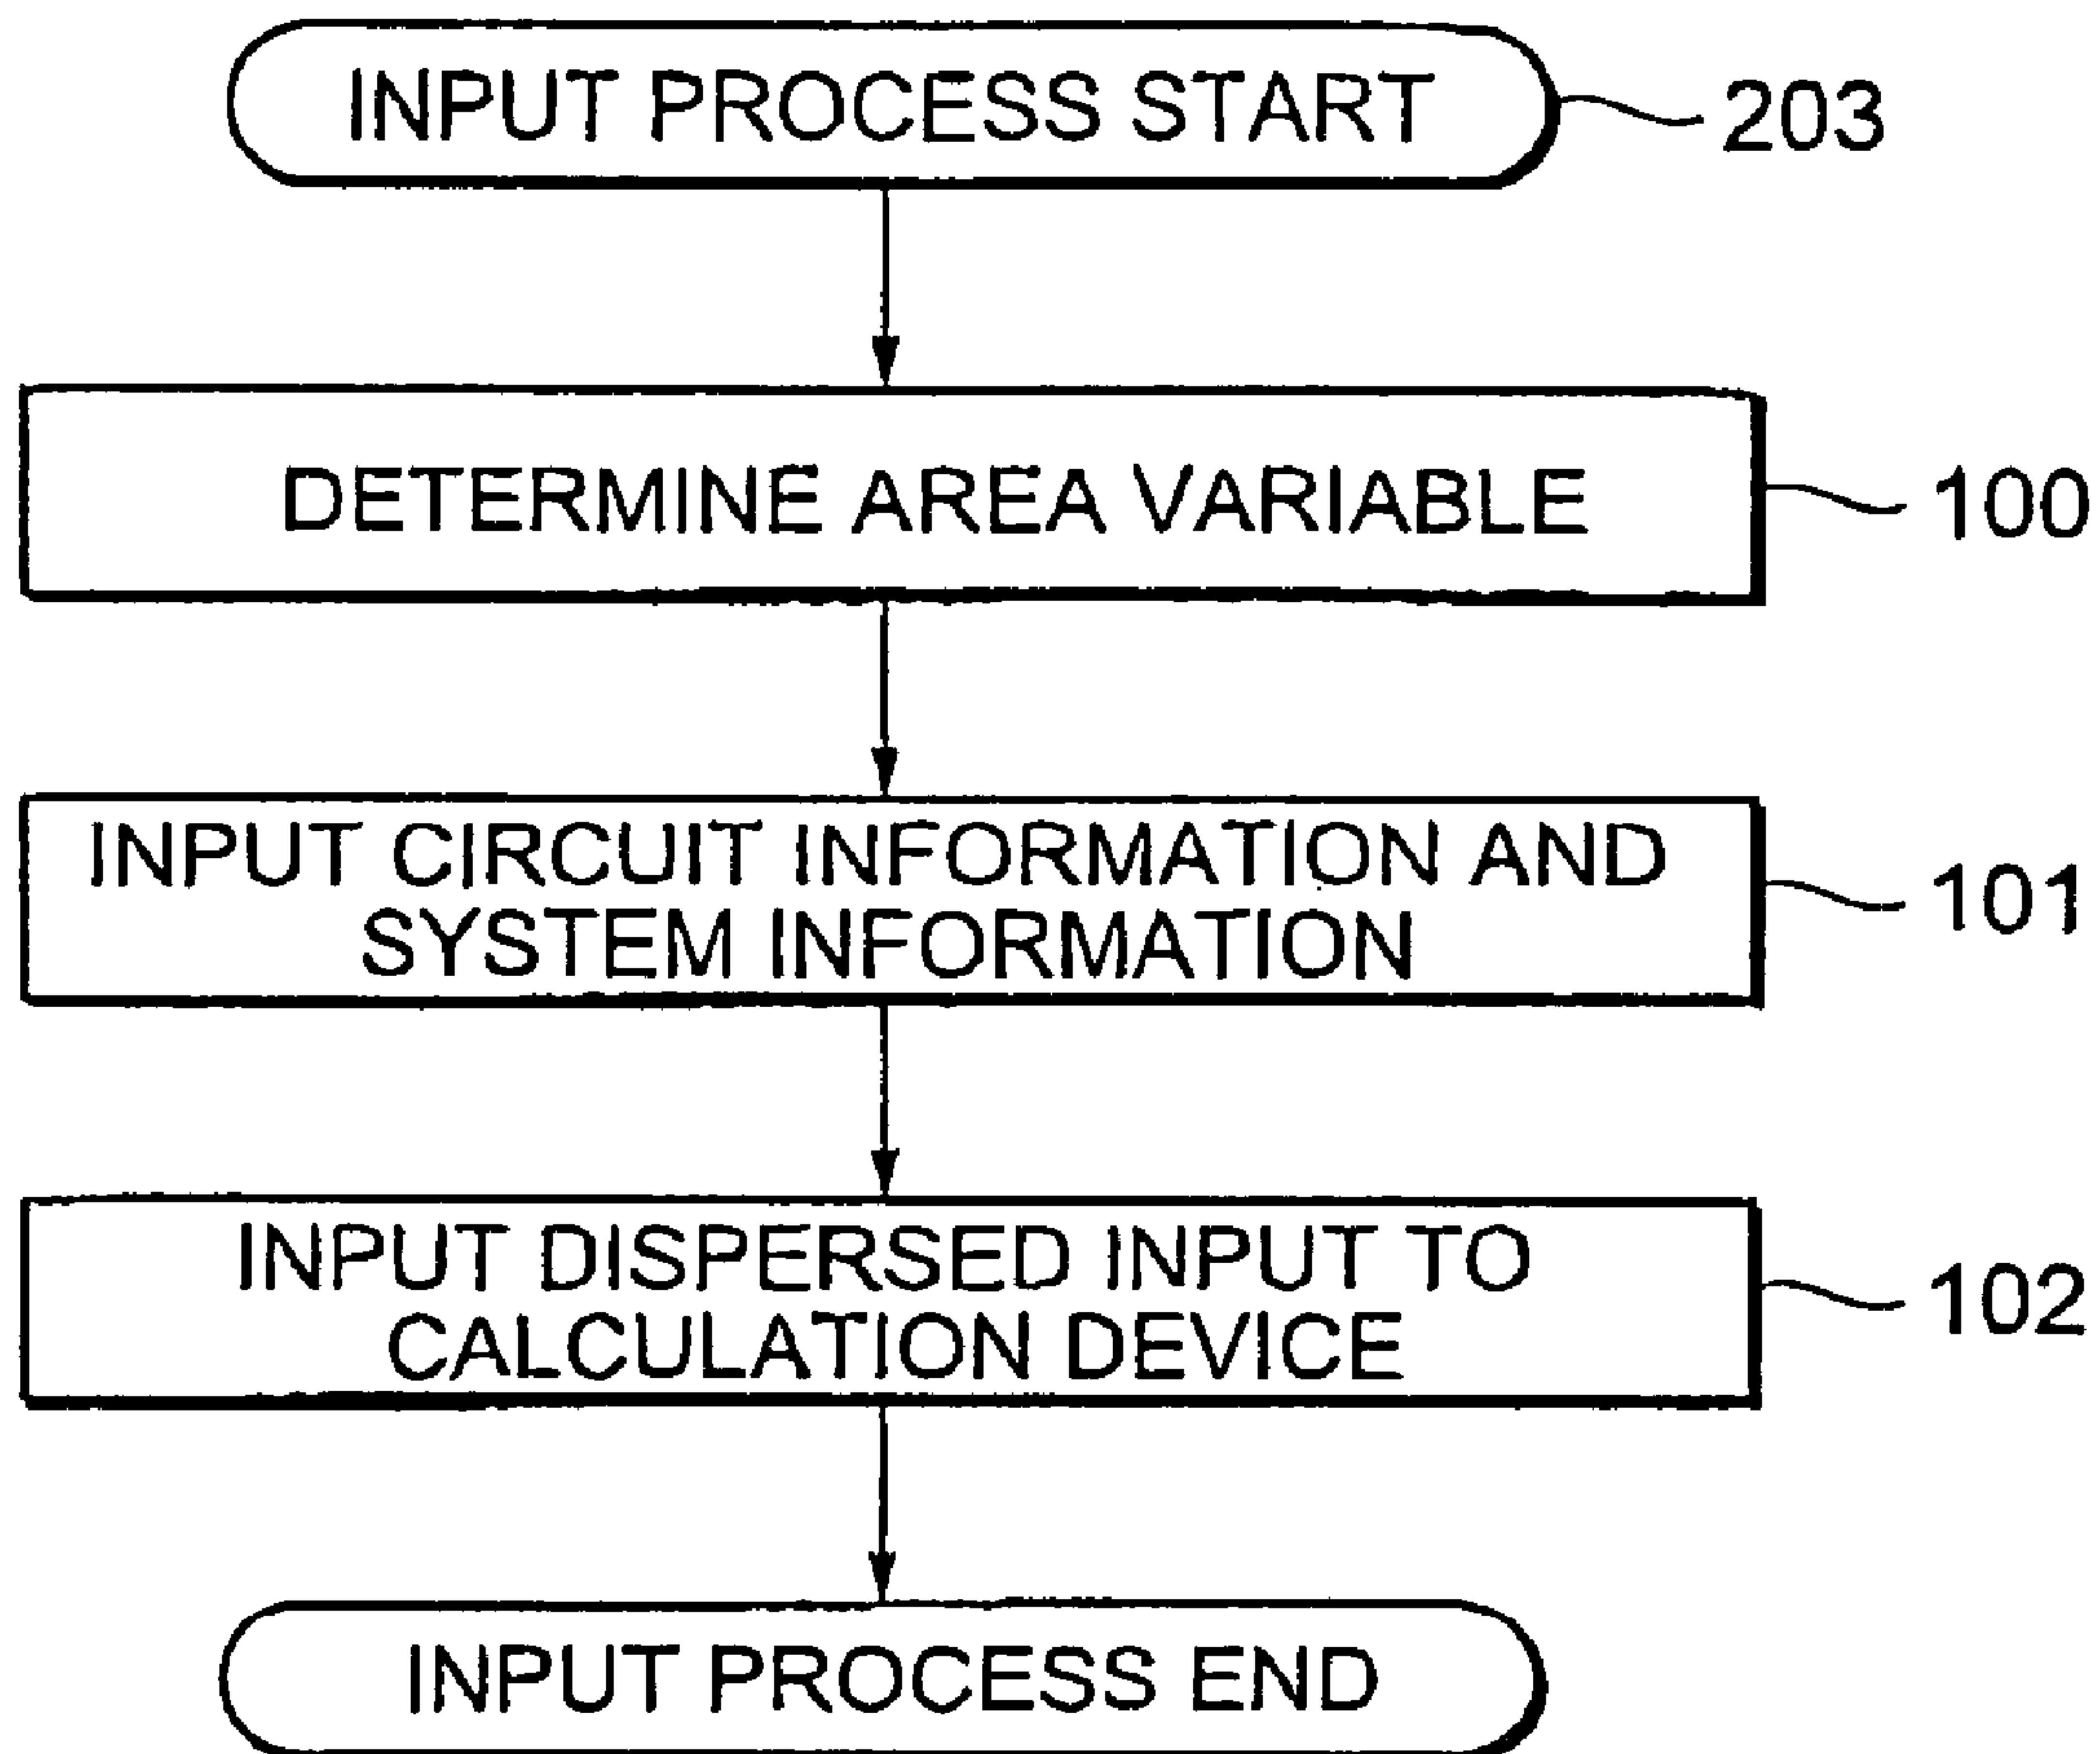 INPUT PROCESS START
203
DETERMINE AREA VARIABLE
100
INPUT CIRCUIT INFORMATION AND
SYSTEM INFORMATION
101
INPUT DISPERSED INPUT TO
CALCULATION DEVICE
102
INPUT PROCESS END